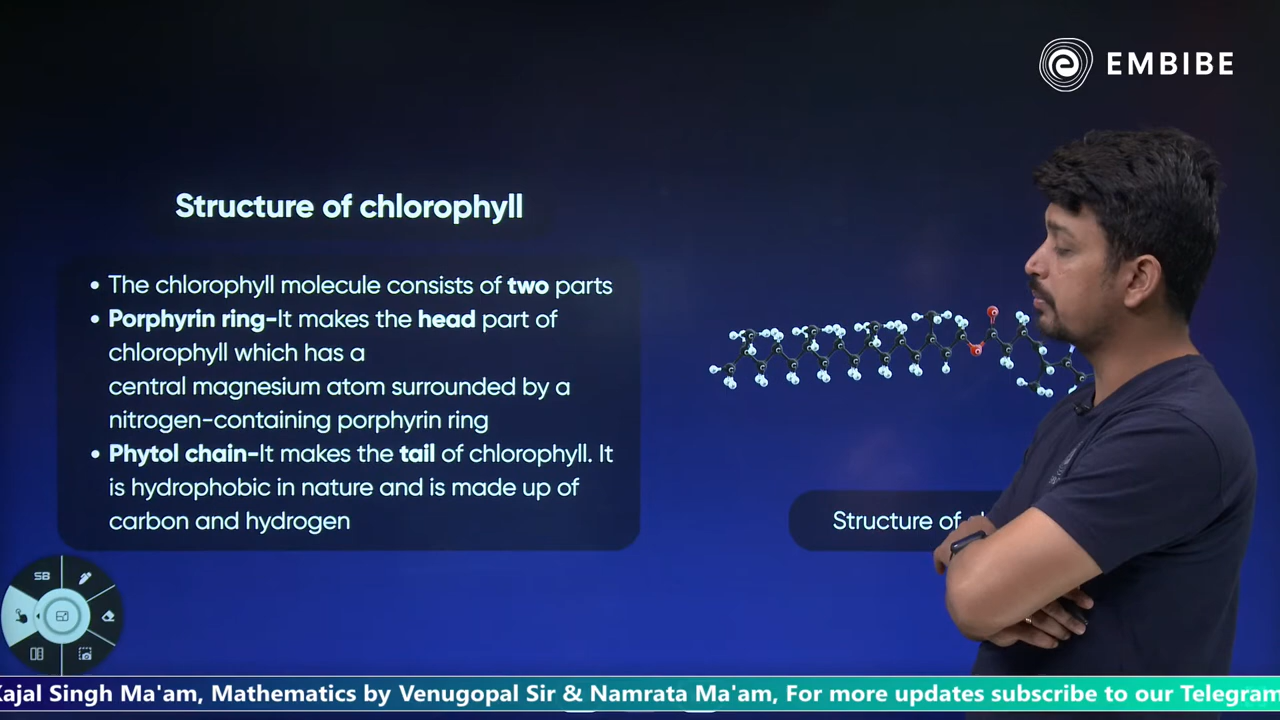 EMBIBE
Structure of chlorophyll
• The chlorophyll molecule consists of two parts
• Porphyrin ring-It makes the head part of
chlorophyll which has a
central magnesium atom surrounded by a
nitrogen-containing porphyrin ring
• Phytol chain-It makes the tail of chlorophyll. It
is hydrophobic in nature and is made up of
carbon and hydrogen
Structure of
SB
Kajal Singh Ma'am, Mathematics by Venugopal Sir & Namrata Ma'am, For more updates subscribe to our Telegram